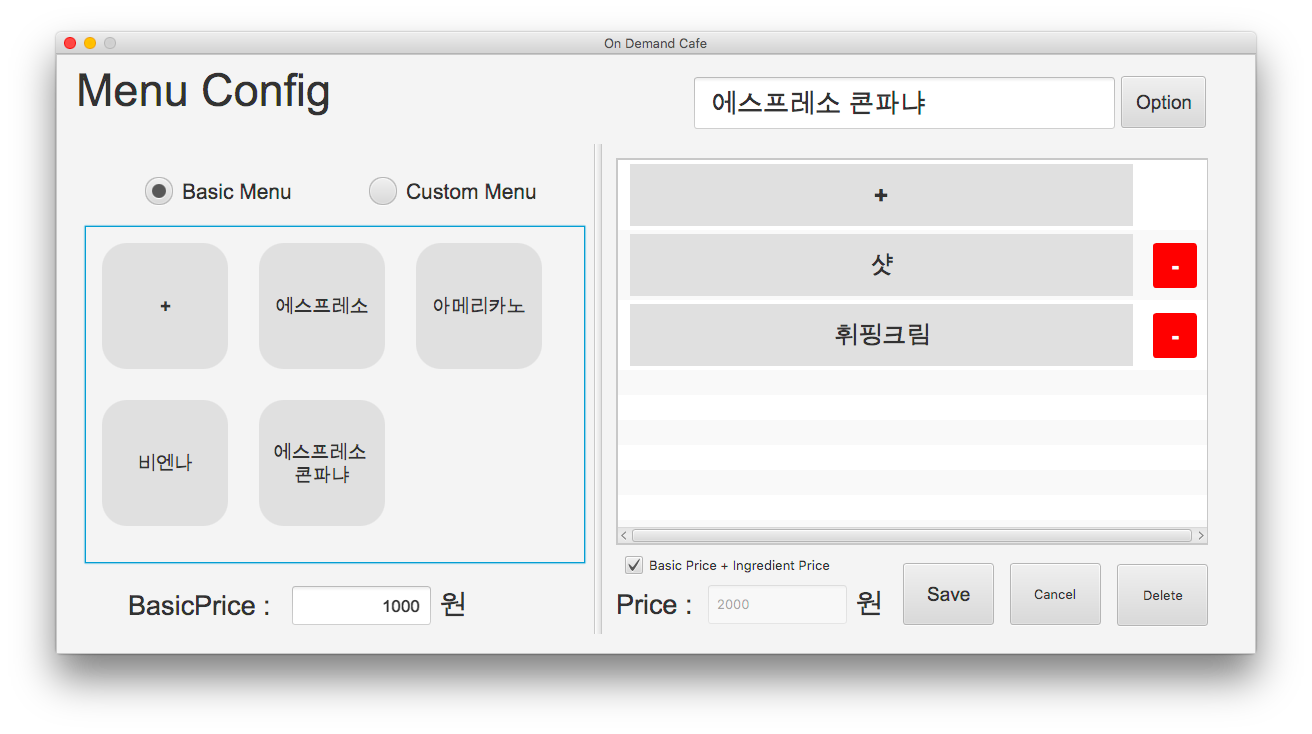 On Demand Cafe
Menu Config
에스프레소 콘파냐
Option
Basic Menu
Custom Menu
+
에스프레소
아메리카노
비엔나
에스프레소
콘파냐
BasicPrice :
1000
원
+
샷
-
휘핑크림
-
Basic Price + Ingredient Price
Price :
2000
원
Save
Cancel
Delete